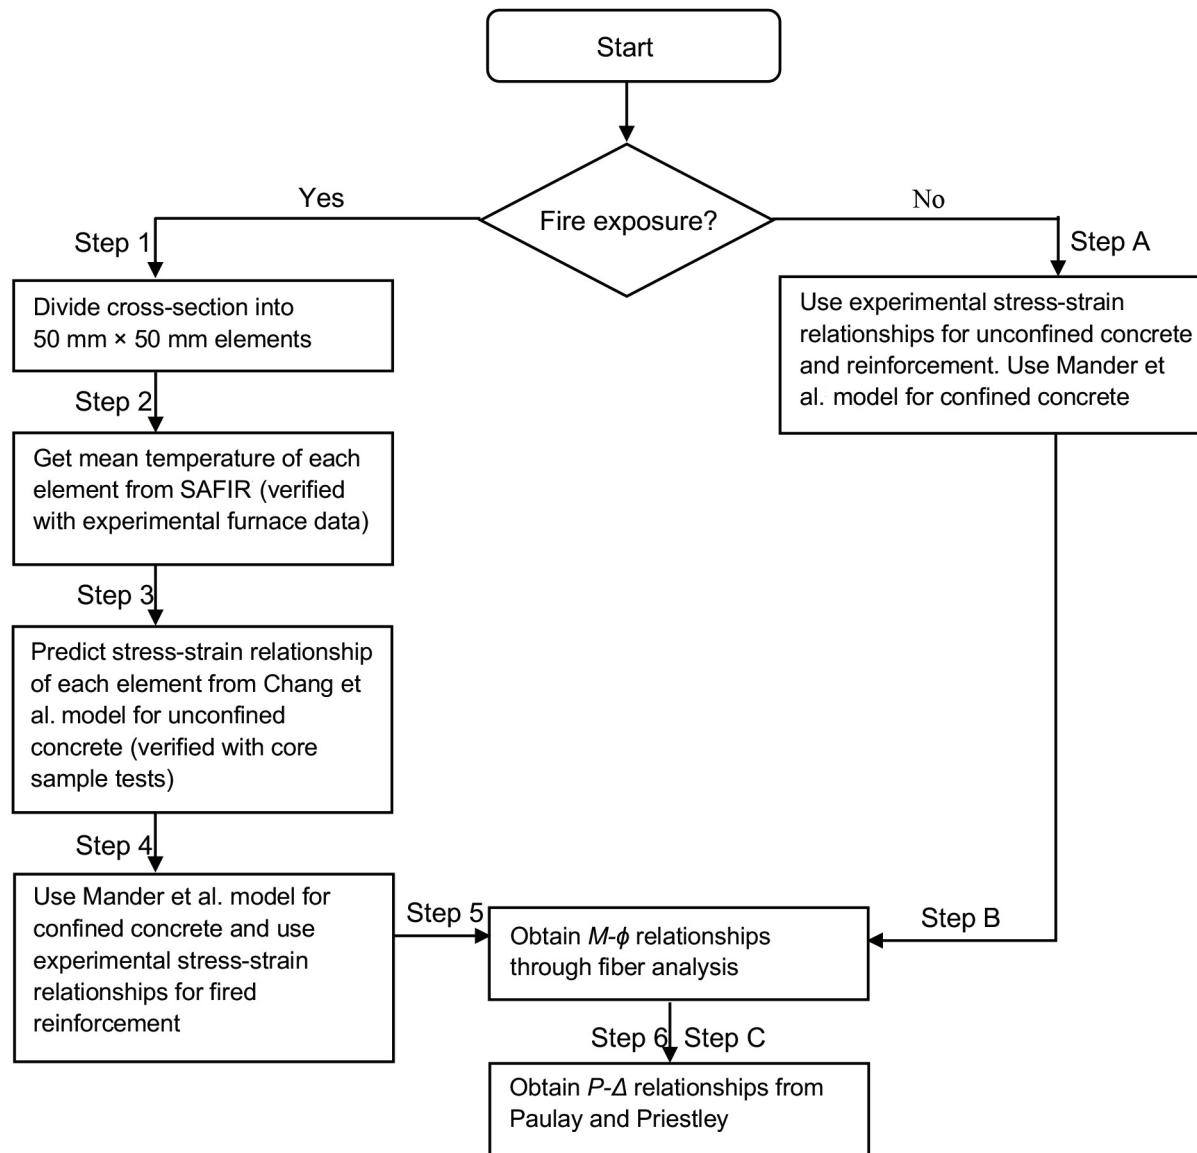 Start
Fire exposure?
Yes
No
Step 1
Step A
Divide cross-section into
50 mm × 50 mm elements
Use experimental stress-strain
relationships for unconfined concrete
and reinforcement. Use Mander et
al. model for confined concrete
Step 2
Get mean temperature of each
element from SAFIR (verified
with experimental furnace data)
Step 3
Predict stress-strain relationship
of each element from Chang et
al. model for unconfined
concrete (verified with core
sample tests)
Step 4
Use Mander et al. model for
confined concrete and use
experimental stress-strain
relationships for fired
reinforcement
Step 5
Step B
Obtain M-ϕ relationships
through fiber analysis
Step 6
Step C
Obtain P-Δ relationships from
Paulay and Priestley